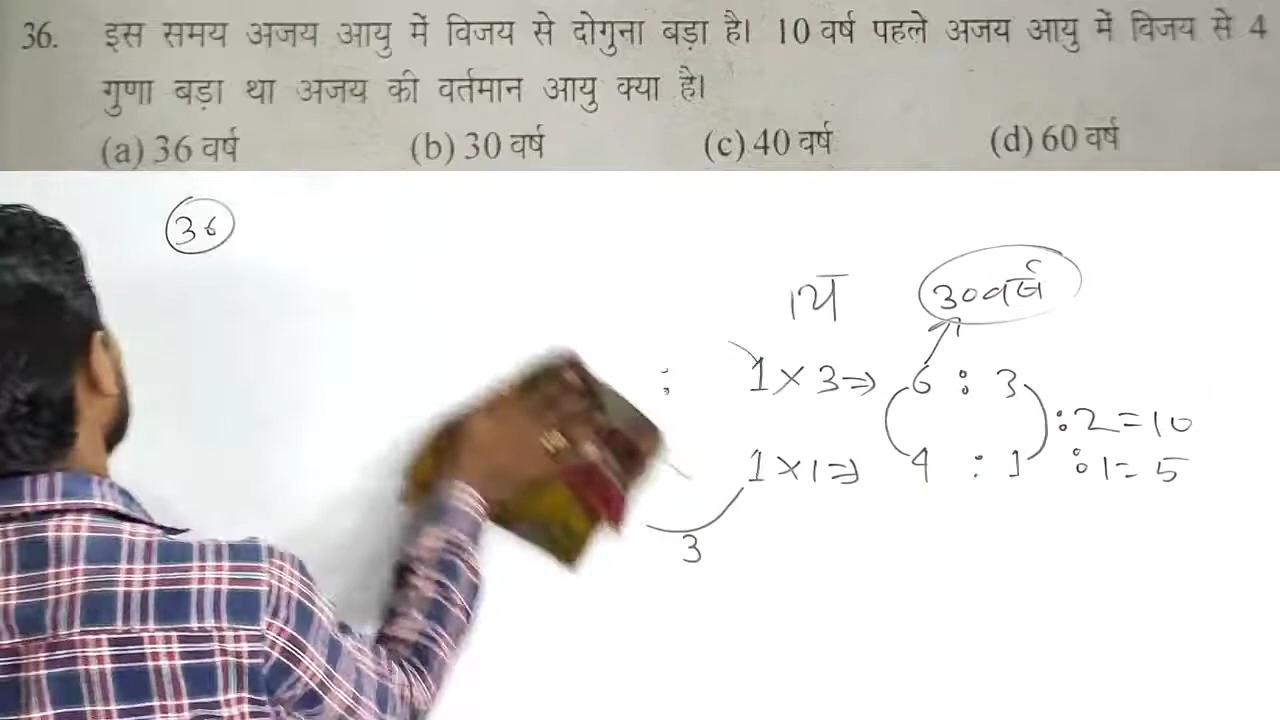 36. इस समय अजय आयु में विजय से दोगुना बड़ा है। 10 वर्ष पहले अजय आयु में विजय से 4
गुणा बड़ा था अजय की वर्तमान आयु क्या है।
(a) 36 वर्ष (b) 30 वर्ष (c) 40 वर्ष (d) 60 वर्ष
36
30 वर्ष
: 1 × 3 ⇒ 6 : 3
: 2 = 10
1 × 1 ⇒ 4 : 1 : 1 = 5
3